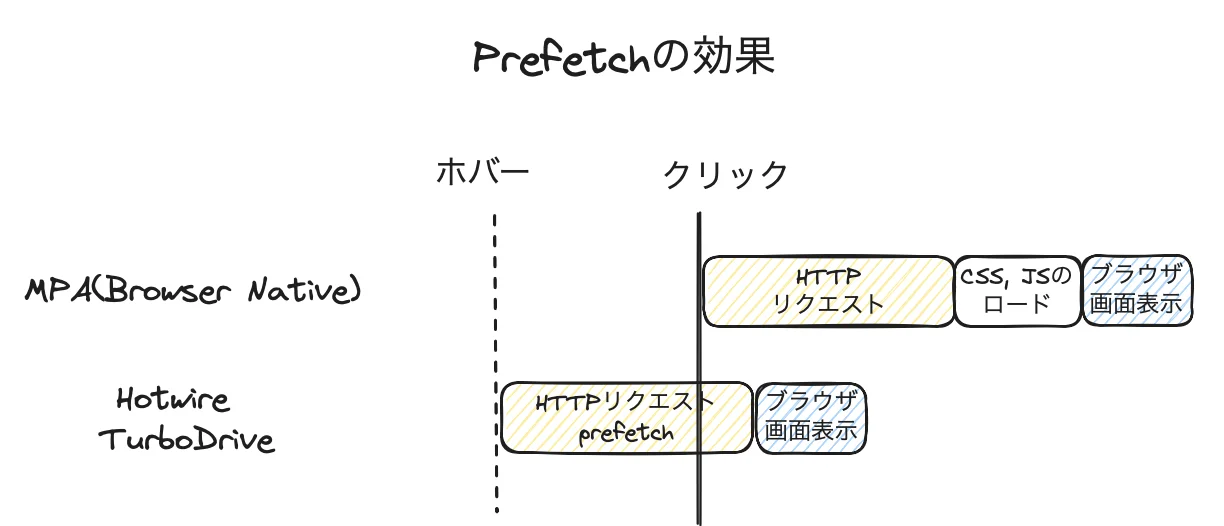 Prefetchの効果
ホバー
クリック
MPA(Browser Native)
HTTP
リクエスト
CSS, JSの
ロード
ブラウザ
画面表示
Hotwire
TurboDrive
HTTPリクエスト
prefetch
ブラウザ
画面表示